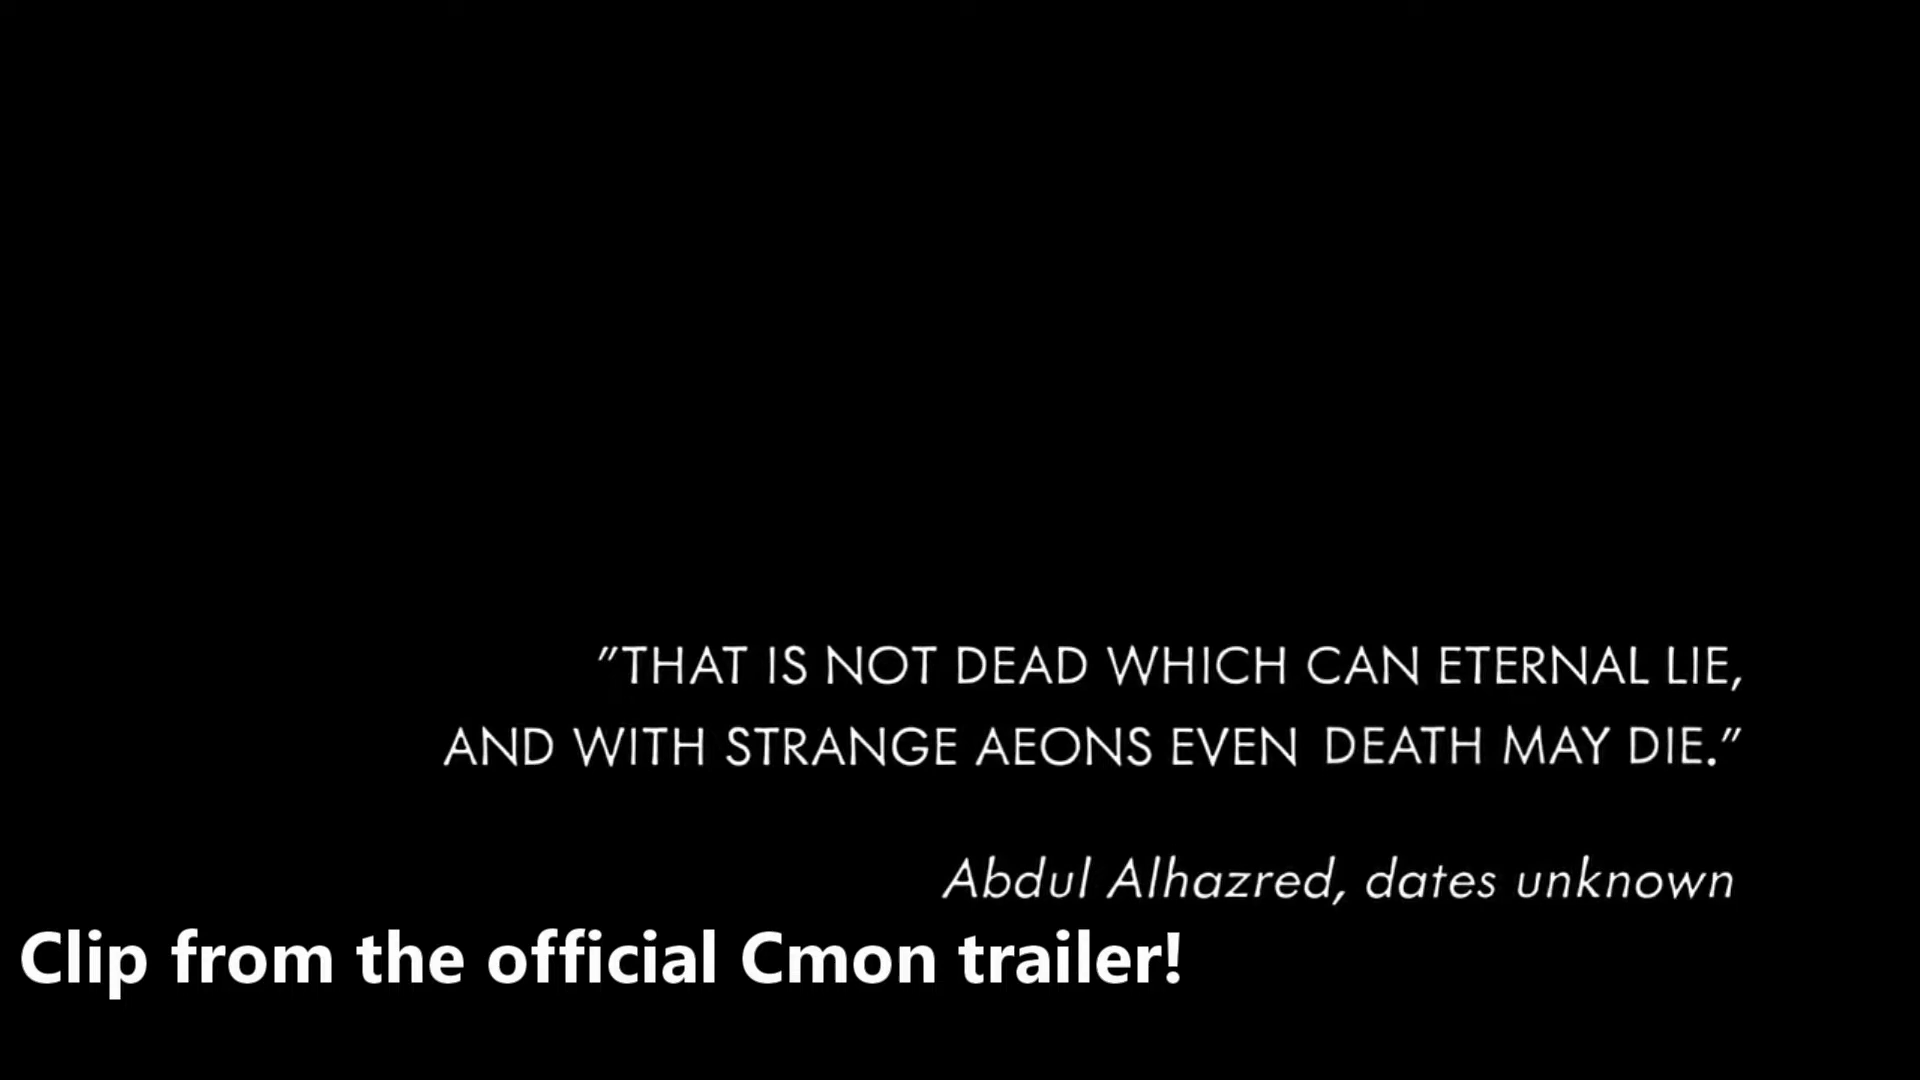 "THAT IS NOT DEAD WHICH CAN ETERNAL LIE,
AND WITH STRANGE AEONS EVEN DEATH MAY DIE."
Abdul Alhazred, dates unknown
Clip from the official Cmon trailer!